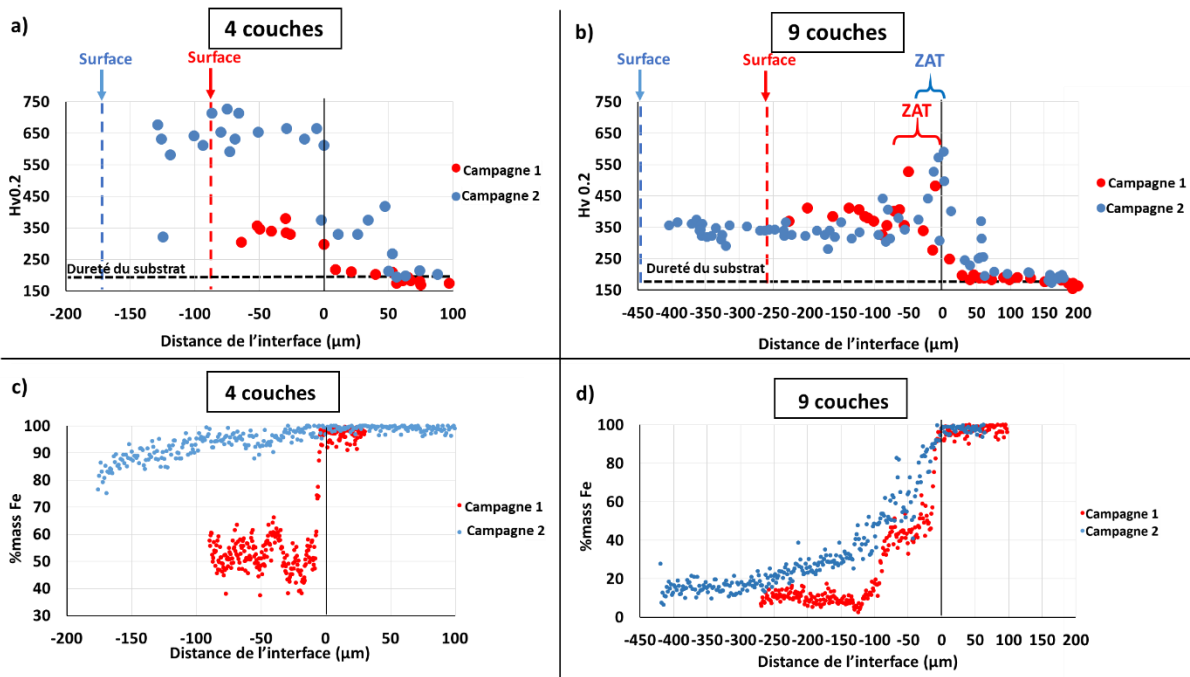 a)
4 couches
Surface
Surface
750
650
550
450
350
250
150
Hv0.2
Dureté du substrat
Campagne 1
Campagne 2
-200 -150 -100 -50 0 50 100
Distance de l'interface (µm)
b)
9 couches
Surface
Surface
ZAT
ZAT
750
650
550
450
350
250
150
Hv 0.2
Dureté du substrat
Campagne 1
Campagne 2
-450 -400 -350 -300 -250 -200 -150 -100 -50 0 50 100 150 200
Distance de l'interface (µm)
c)
4 couches
100
90
80
70
60
50
40
30
%mass Fe
Campagne 1
Campagne 2
-200 -150 -100 -50 0 50 100
Distance de l'interface (µm)
d)
9 couches
100
80
60
40
20
0
%mass Fe
Campagne 1
Campagne 2
-450 -400 -350 -300 -250 -200 -150 -100 -50 0 50 100 150 200
Distance de l'interface (µm)